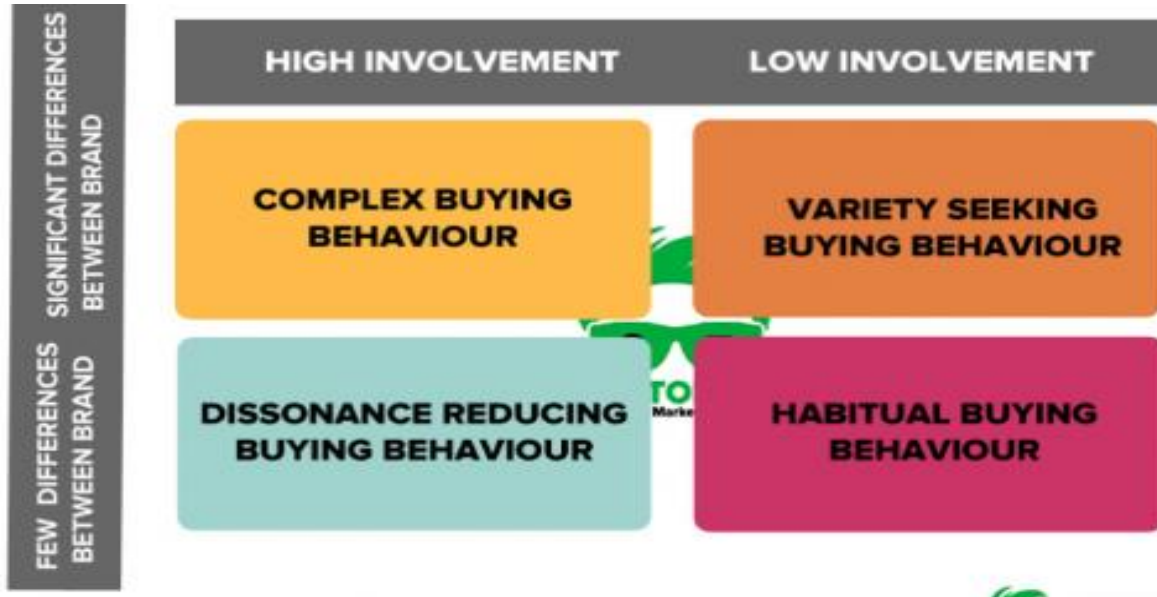 HIGH INVOLVEMENT
LOW INVOLVEMENT
SIGNIFICANT DIFFERENCES
BETWEEN BRAND
COMPLEX BUYING
BEHAVIOUR
VARIETY SEEKING
BUYING BEHAVIOUR
FEW DIFFERENCES
BETWEEN BRAND
DISSONANCE REDUCING
BUYING BEHAVIOUR
HABITUAL BUYING
BEHAVIOUR